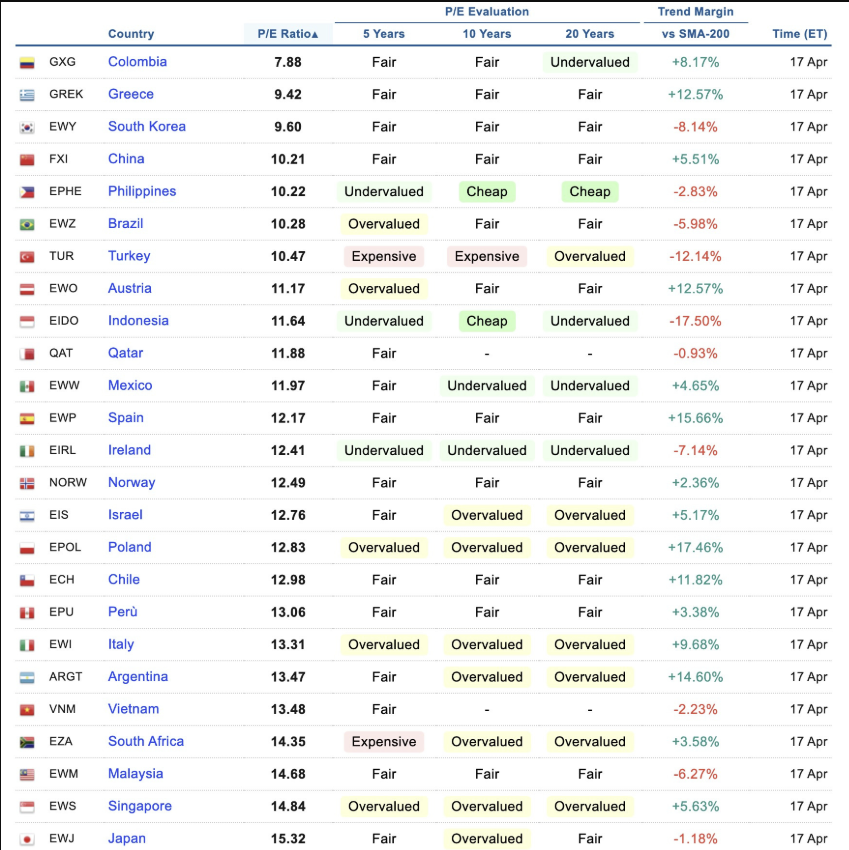 P/E Evaluation Trend Margin
Country P/E Ratio▴ 5 Years 10 Years 20 Years vs SMA-200 Time (ET)
GXG Colombia 7.88 Fair Fair Undervalued +8.17% 17 Apr
GREK Greece 9.42 Fair Fair Fair +12.57% 17 Apr
EWY South Korea 9.60 Fair Fair Fair -8.14% 17 Apr
FXI China 10.21 Fair Fair Fair +5.51% 17 Apr
EPHE Philippines 10.22 Undervalued Cheap Cheap -2.83% 17 Apr
EWZ Brazil 10.28 Overvalued Fair Fair -5.98% 17 Apr
TUR Turkey 10.47 Expensive Expensive Overvalued -12.14% 17 Apr
EWO Austria 11.17 Overvalued Fair Fair +12.57% 17 Apr
EIDO Indonesia 11.64 Undervalued Cheap Undervalued -17.50% 17 Apr
QAT Qatar 11.88 Fair - - -0.93% 17 Apr
EWW Mexico 11.97 Fair Undervalued Undervalued +4.65% 17 Apr
EWP Spain 12.17 Fair Fair Fair +15.66% 17 Apr
EIRL Ireland 12.41 Undervalued Undervalued Undervalued -7.14% 17 Apr
NORW Norway 12.49 Fair Fair Fair +2.36% 17 Apr
EIS Israel 12.76 Fair Overvalued Overvalued +5.17% 17 Apr
EPOL Poland 12.83 Overvalued Overvalued Overvalued +17.46% 17 Apr
ECH Chile 12.98 Fair Fair Fair +11.82% 17 Apr
EPU Perù 13.06 Fair Fair Fair +3.38% 17 Apr
EWI Italy 13.31 Overvalued Overvalued Overvalued +9.68% 17 Apr
ARGT Argentina 13.47 Fair Overvalued Overvalued +14.60% 17 Apr
VNM Vietnam 13.48 Fair - - -2.23% 17 Apr
EZA South Africa 14.35 Expensive Overvalued Overvalued +3.58% 17 Apr
EWM Malaysia 14.68 Fair Fair Fair -6.27% 17 Apr
EWS Singapore 14.84 Overvalued Overvalued Overvalued +5.63% 17 Apr
EWJ Japan 15.32 Fair Overvalued Fair -1.18% 17 Apr